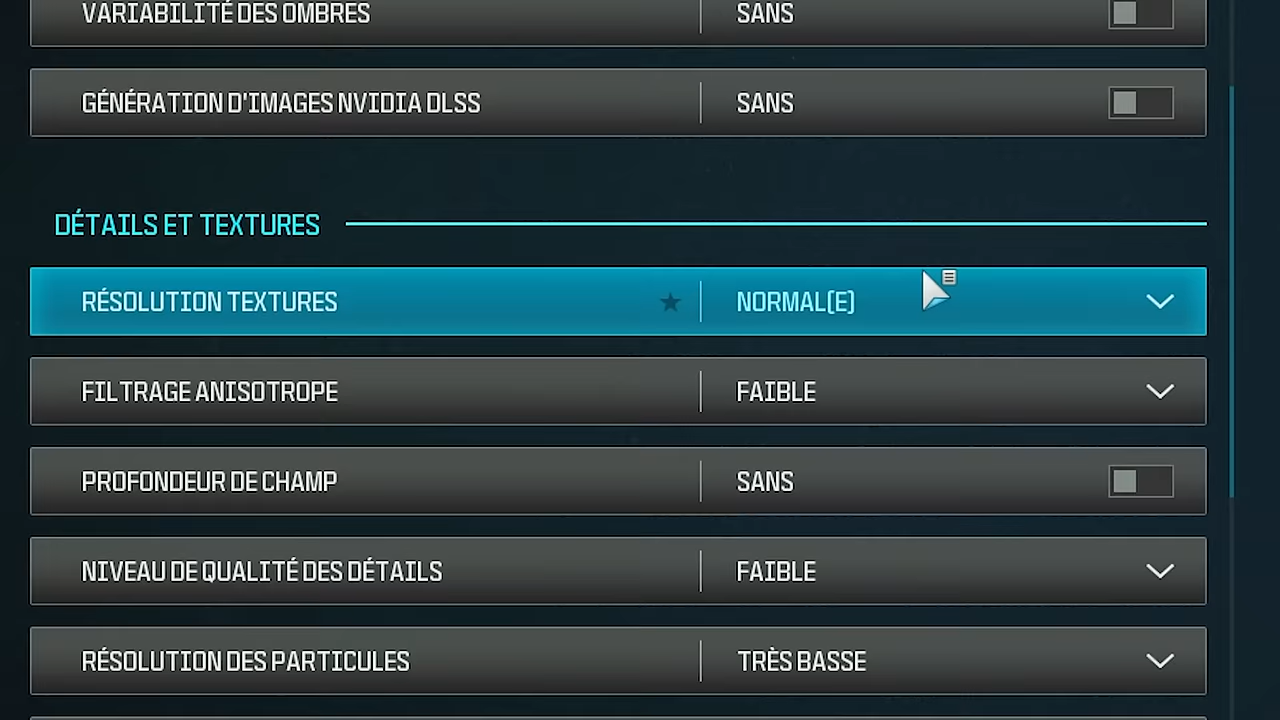 VARIABILITÉ DES OMBRES SANS
GÉNÉRATION D'IMAGES NVIDIA DLSS SANS
DÉTAILS ET TEXTURES
RÉSOLUTION TEXTURES NORMAL(E)
FILTRAGE ANISOTROPE FAIBLE
PROFONDEUR DE CHAMP SANS
NIVEAU DE QUALITÉ DES DÉTAILS FAIBLE
RÉSOLUTION DES PARTICULES TRÈS BASSE